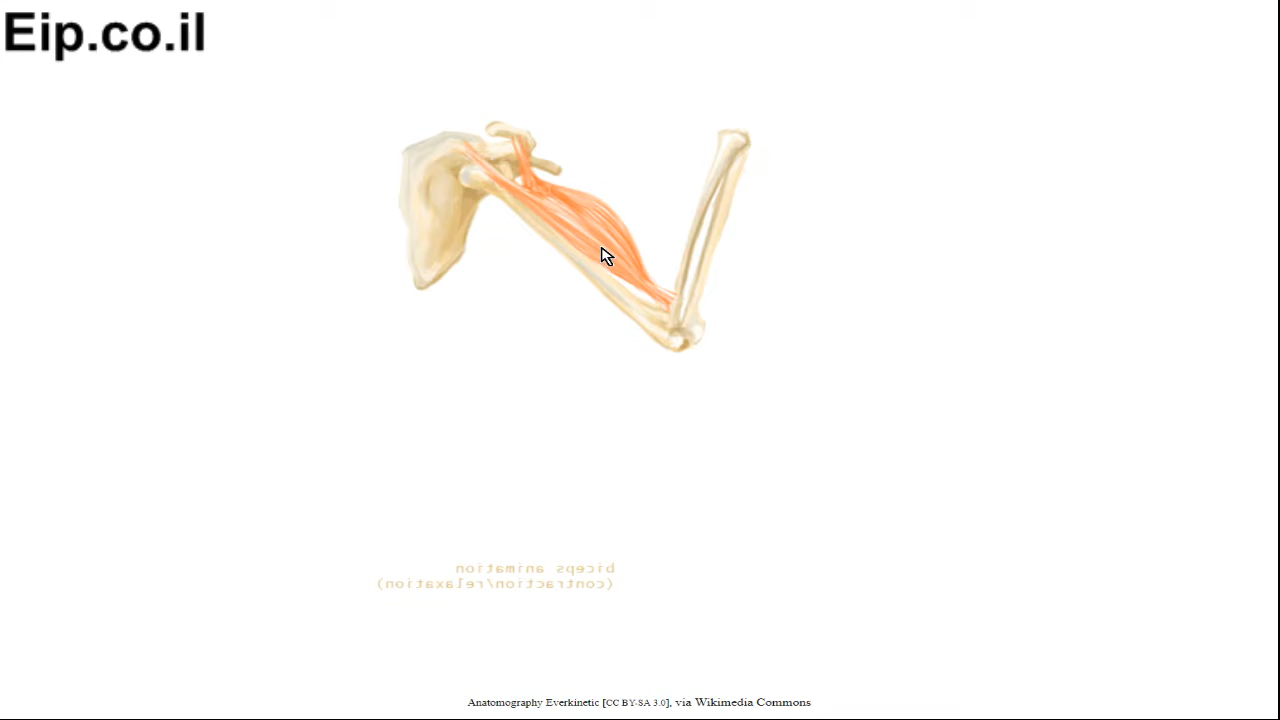 Eip.co.il
biceps animation
(contraction/relaxation)
Anatomography Everkinetic [CC BY-SA 3.0], via Wikimedia Commons